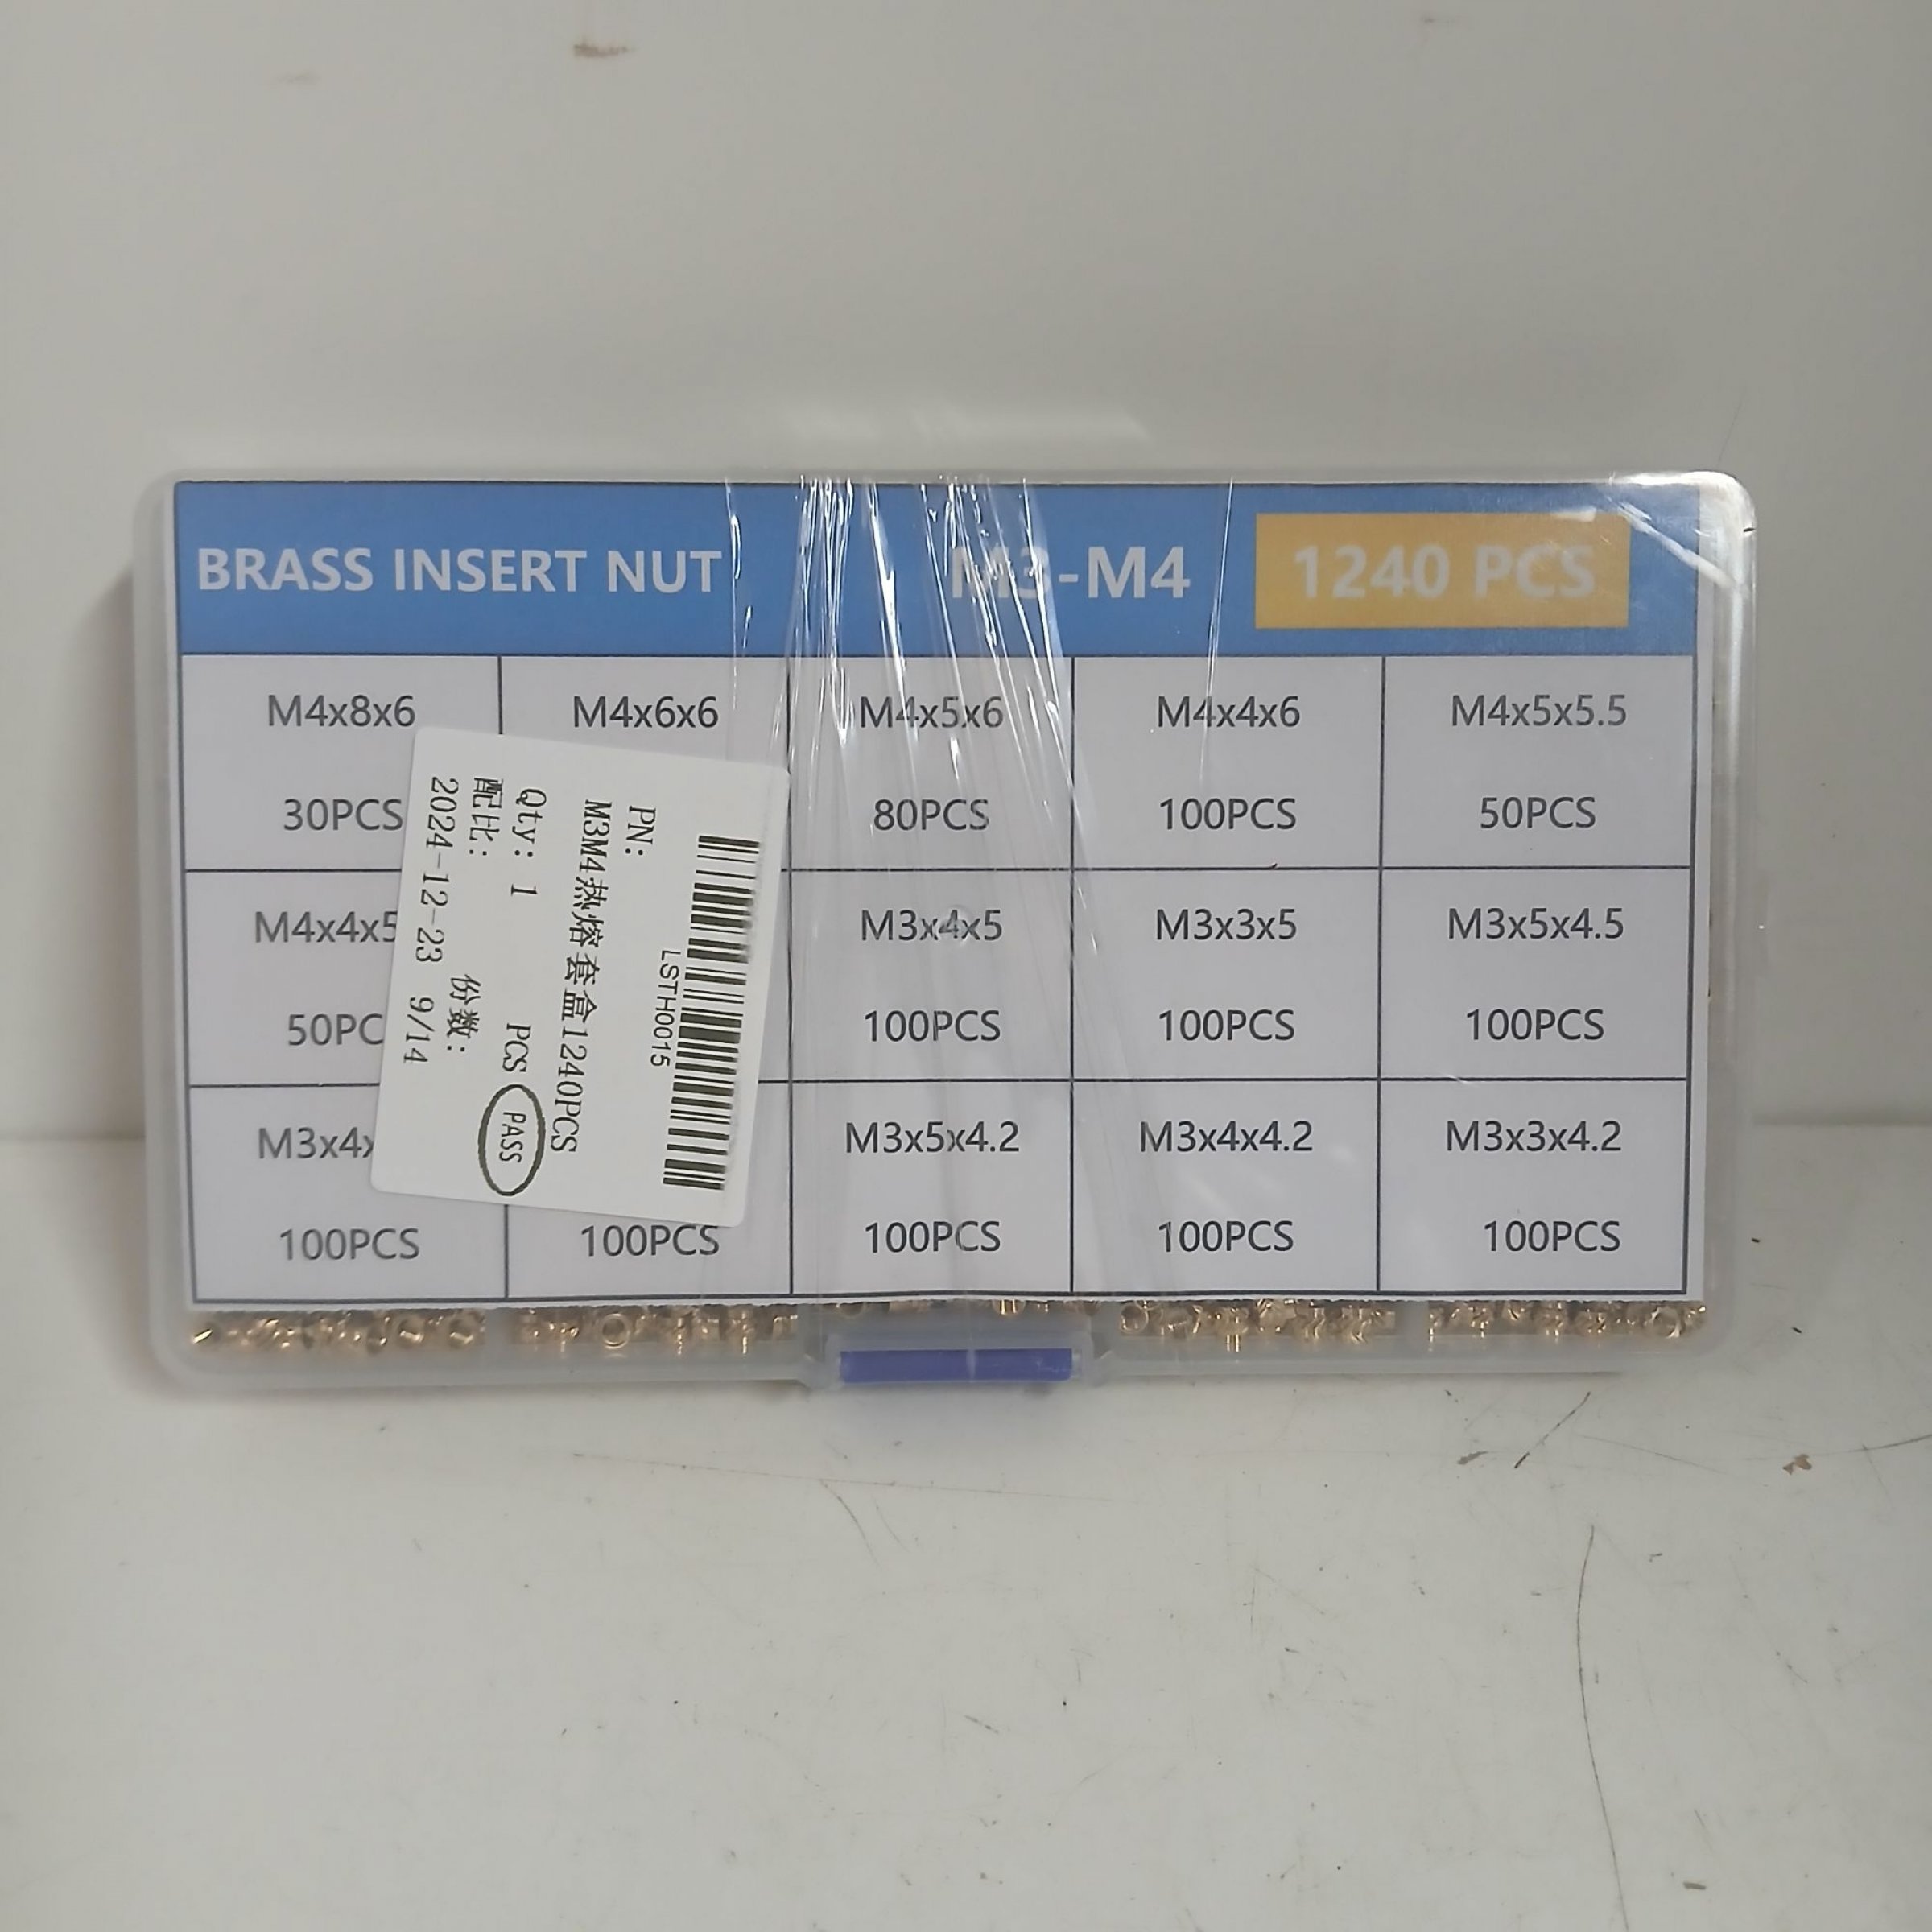 BRASS INSERT NUT M3-M4 1240 PCS
M4x8x6 M4x6x6 M4x5x6 M4x4x6 M4x5x5.5
30PCS 80PCS 100PCS 50PCS
M4x4x5 M3x4x5 M3x3x5 M3x5x4.5
50PC 100PCS 100PCS 100PCS
M3x4x M3x5x4.2 M3x4x4.2 M3x3x4.2
100PCS 100PCS 100PCS 100PCS 100PCS
LSTH0015
PN:
M3M4热熔套盒1240PCS
Qty: 1 PCS PASS
配比: 份数:
2024-12-23 9/14